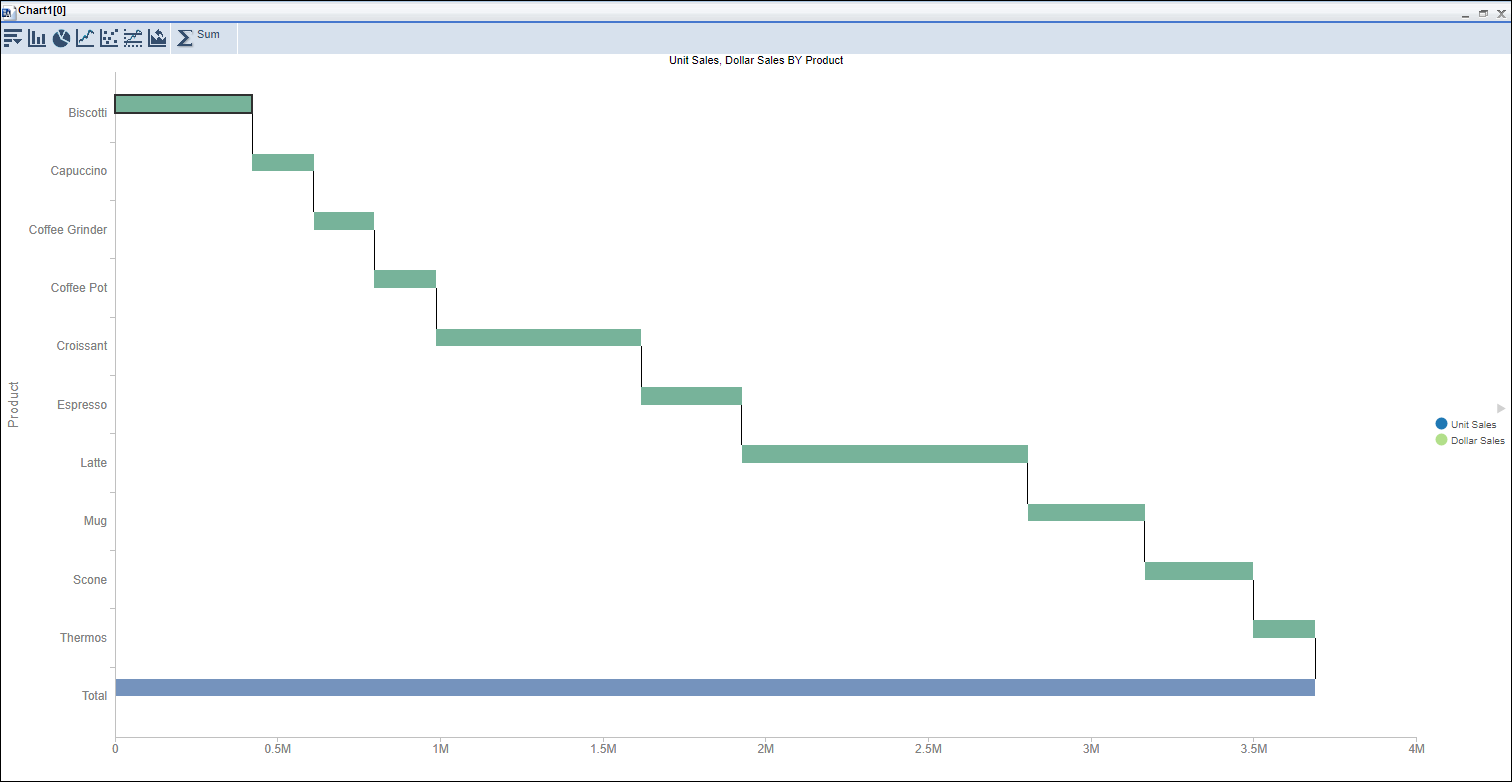 Chart1[0]
Sum
Unit Sales, Dollar Sales BY Product
Biscotti
Capuccino
Coffee Grinder
Coffee Pot
Croissant
Product
Espresso
Unit Sales
Dollar Sales
Latte
Mug
Scone
Thermos
Total
0 0.5M 1M 1.5M 2M 2.5M 3M 3.5M 4M